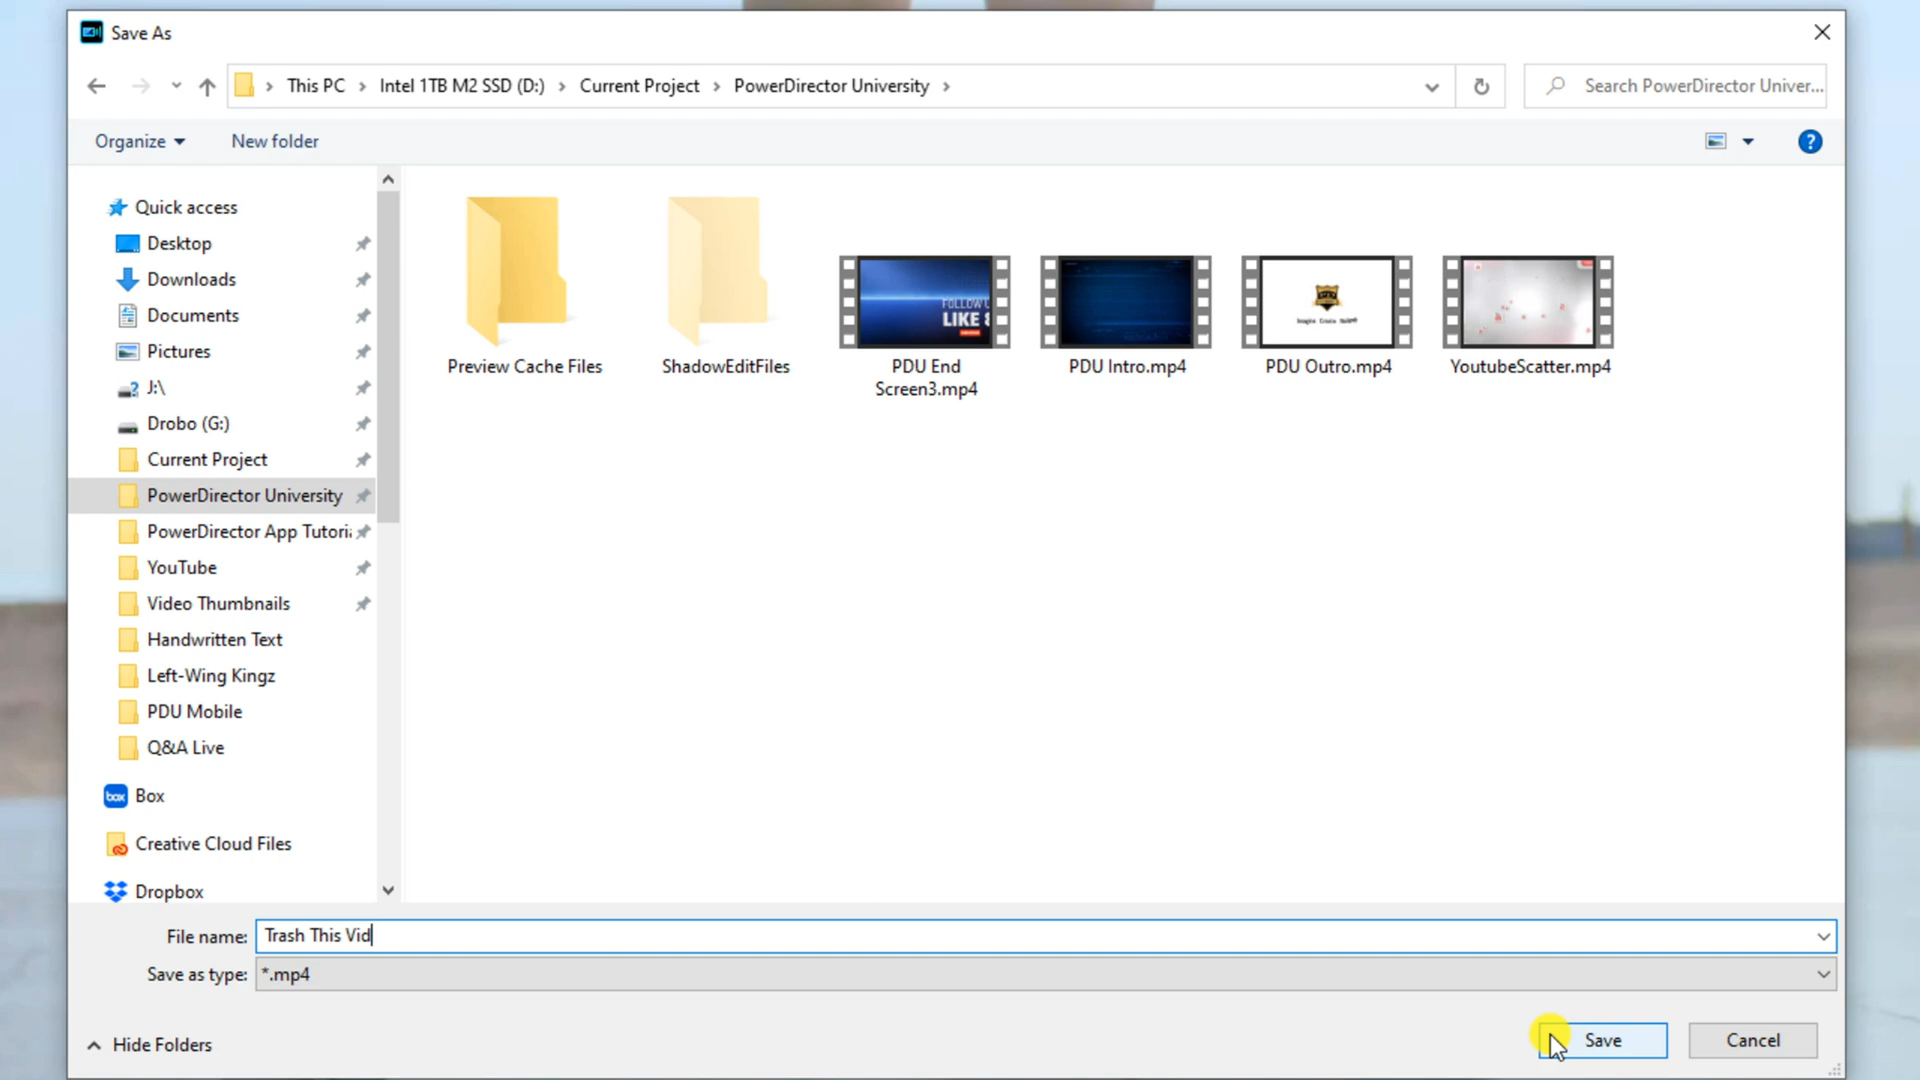 Save As
This PC > Intel 1TB M2 SSD (D:) > Current Project > PowerDirector University >
Search PowerDirector Univer...
Organize
New folder
Quick access
Desktop
Downloads
Documents
Pictures
J:\
Drobo (G:)
Current Project
PowerDirector University
PowerDirector App Tutori
YouTube
Video Thumbnails
Handwritten Text
Left-Wing Kingz
PDU Mobile
Q&A Live
box Box
Creative Cloud Files
Dropbox
FOLLOW U
LIKE &
Preview Cache Files
ShadowEditFiles
PDU End
Screen3.mp4
PDU Intro.mp4
PDU Outro.mp4
YoutubeScatter.mp4
File name: Trash This Vid
Save as type: *.mp4
Hide Folders
Save
Cancel